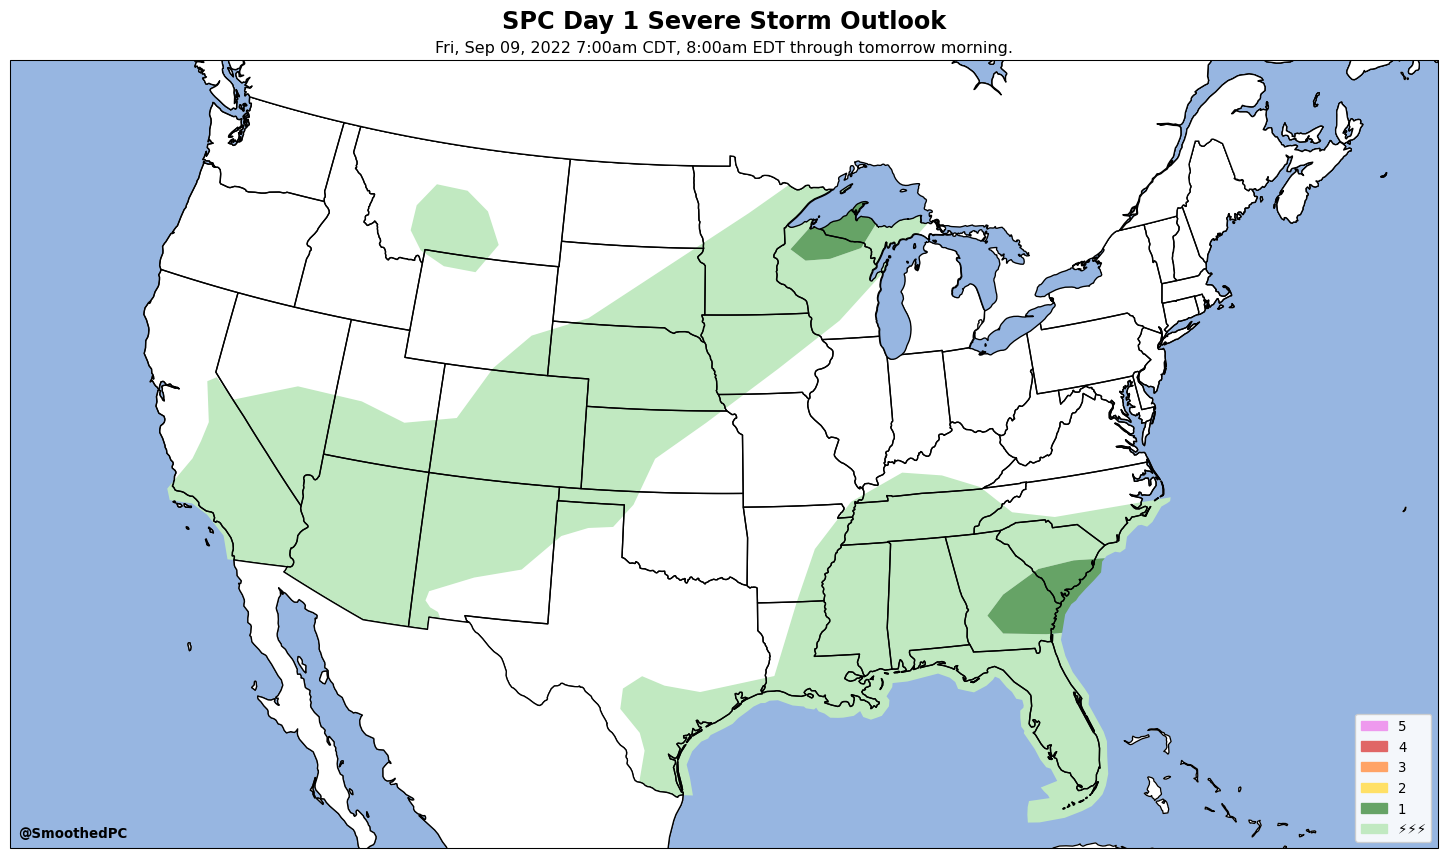 SPC Day 1 Severe Storm Outlook
Fri, Sep 09, 2022 7:00am CDT, 8:00am EDT through tomorrow morning.
5
4
3
2
1
⚡⚡⚡
@SmoothedPC